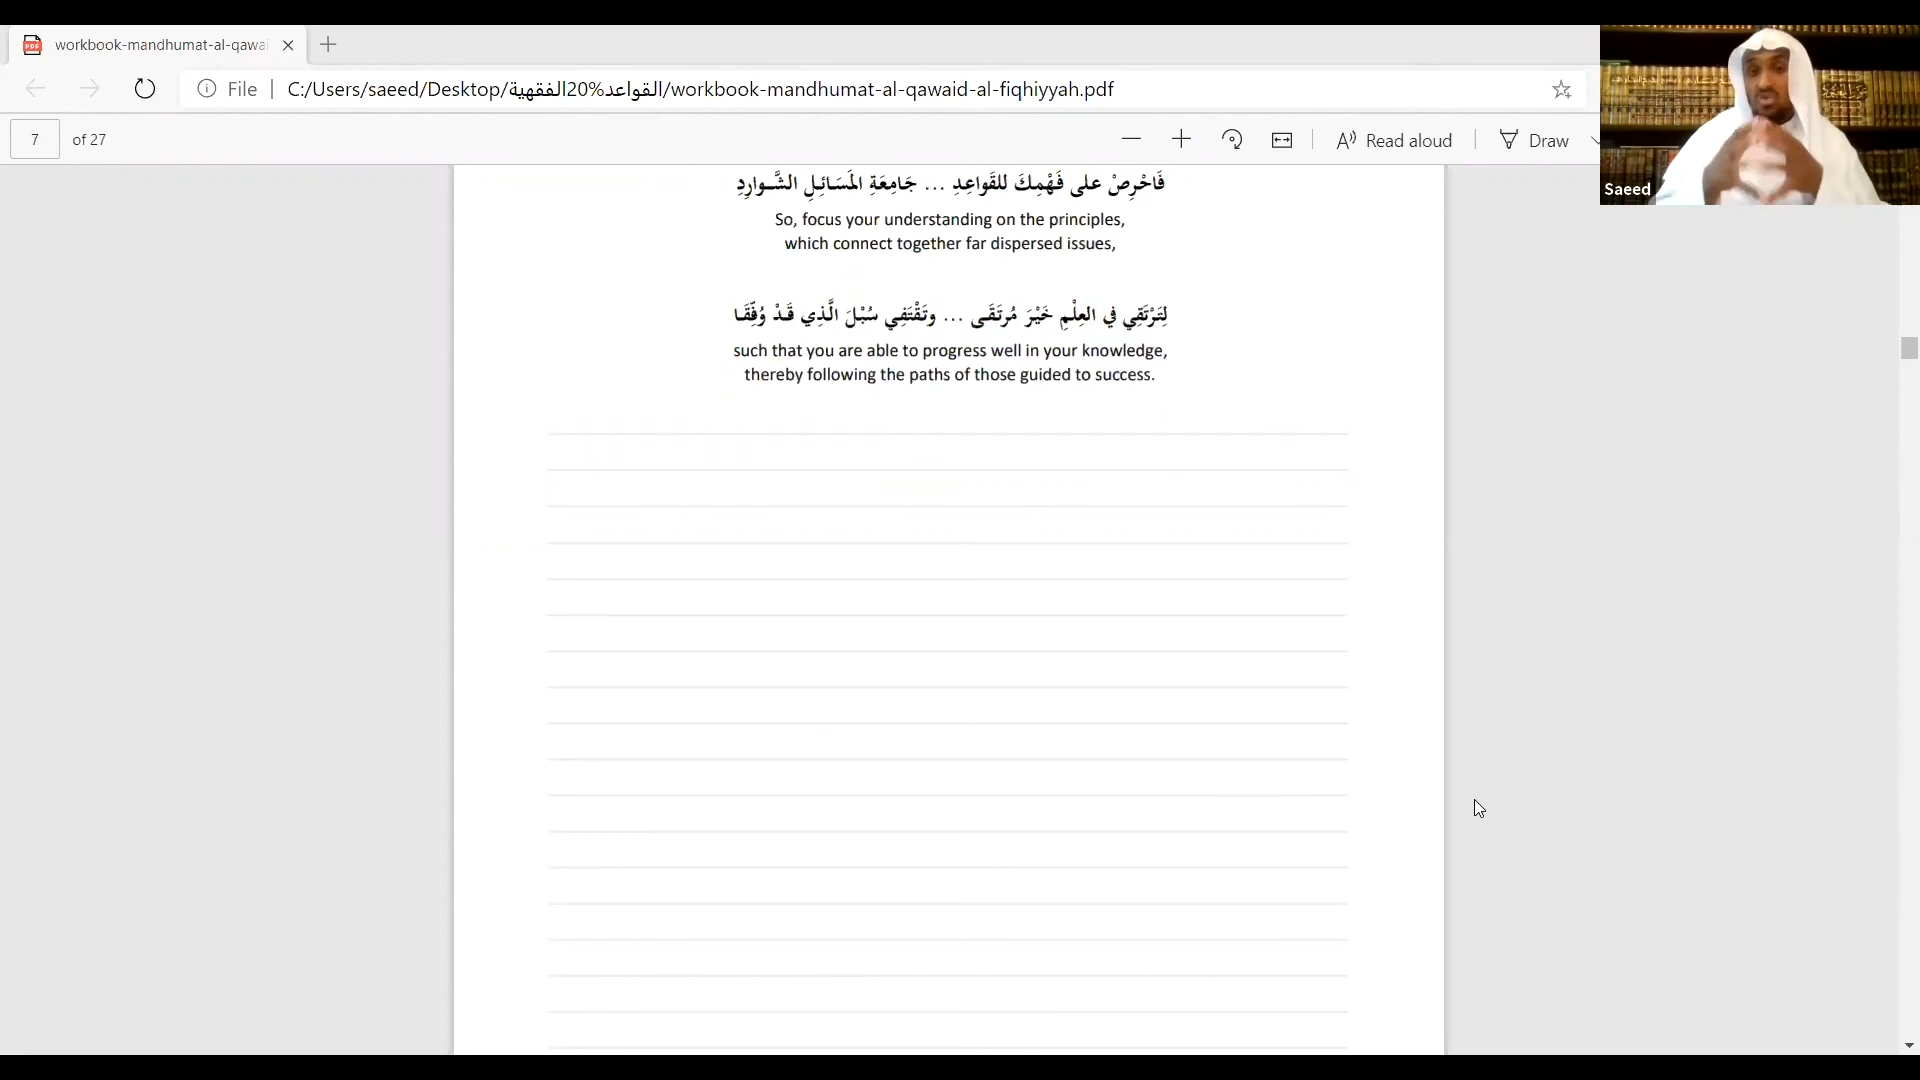 workbook-mandhumat-al-qawai
File
C:/Users/saeed/Desktop/القواعد%20الفقهية/workbook-mandhumat-al-qawaid-al-fiqhiyyah.pdf
7 of 27
Read aloud
Draw
Saeed
فَاحْرِصْ على فَهْمِكَ للقَواعِدِ ... جَامِعَةِ المَسَائِلِ الشَّوارِدِ
So, focus your understanding on the principles,
which connect together far dispersed issues,
لِتَرْتَقِي في العِلْمِ خَيْرَ مُرتَقَى ... وتَقْتَفِي سُبْلَ الَّذِي قَدْ وُفِّقَا
such that you are able to progress well in your knowledge,
thereby following the paths of those guided to success.